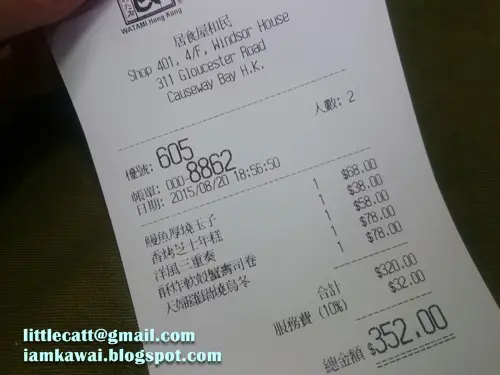 WATAMI Hong Kong
居食屋和民
Shop 401, 4/F, Windsor House
311 Gloucester Road
Causeway Bay H.K.
人數: 2
檯號: 605
帳單: 000-8862
日期: 2015/08/20 18:56:50
鰻魚厚燒玉子 1 $68.00
香烤芝士年糕 1 $38.00
洋風三重奏 1 $58.00
酥炸軟殼蟹壽司卷 1 $78.00
天婦羅鍋燒烏冬 1 $78.00
合計 $320.00
服務費 (10%) $32.00
總金額 $352.00
littlecatt@gmail.com
iamkawai.blogspot.com